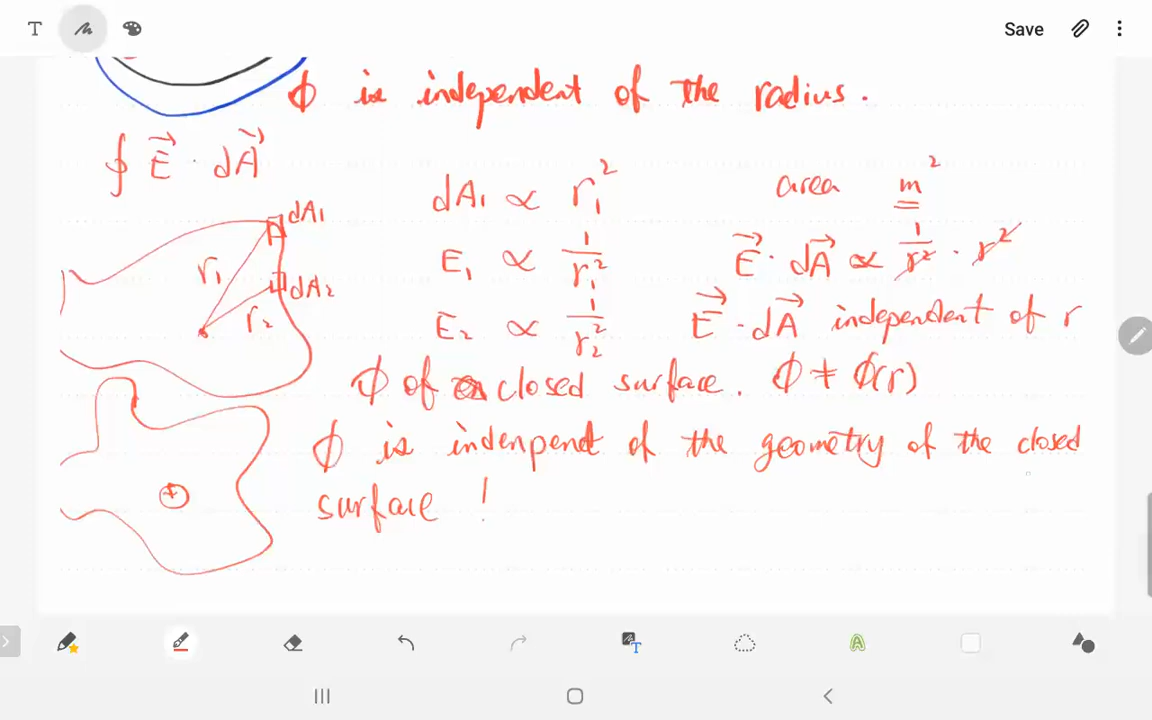 Save
ϕ is independent of the radius.
∮ E⃗ · dA⃗
dA₁ ∝ r₁²
area m²
dA1
E₁ ∝ 1/r₁²
E⃗ · dA⃗ ∝ 1/r² · r²
r₁
dA2
r₂
E₂ ∝ 1/r₂²
E⃗ · dA⃗ independent of r
ϕ of closed surface. ϕ ≠ ϕ(r)
ϕ is indenpend of the geometry of the closed
surface !
+